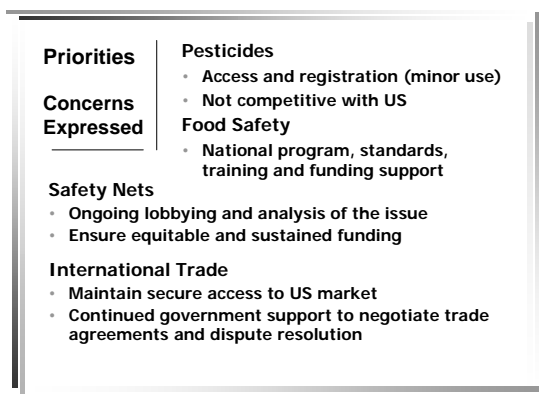 Priorities
Concerns
Expressed
Pesticides
• Access and registration (minor use)
• Not competitive with US
Food Safety
• National program, standards,
training and funding support
Safety Nets
• Ongoing lobbying and analysis of the issue
• Ensure equitable and sustained funding
International Trade
• Maintain secure access to US market
• Continued government support to negotiate trade
agreements and dispute resolution